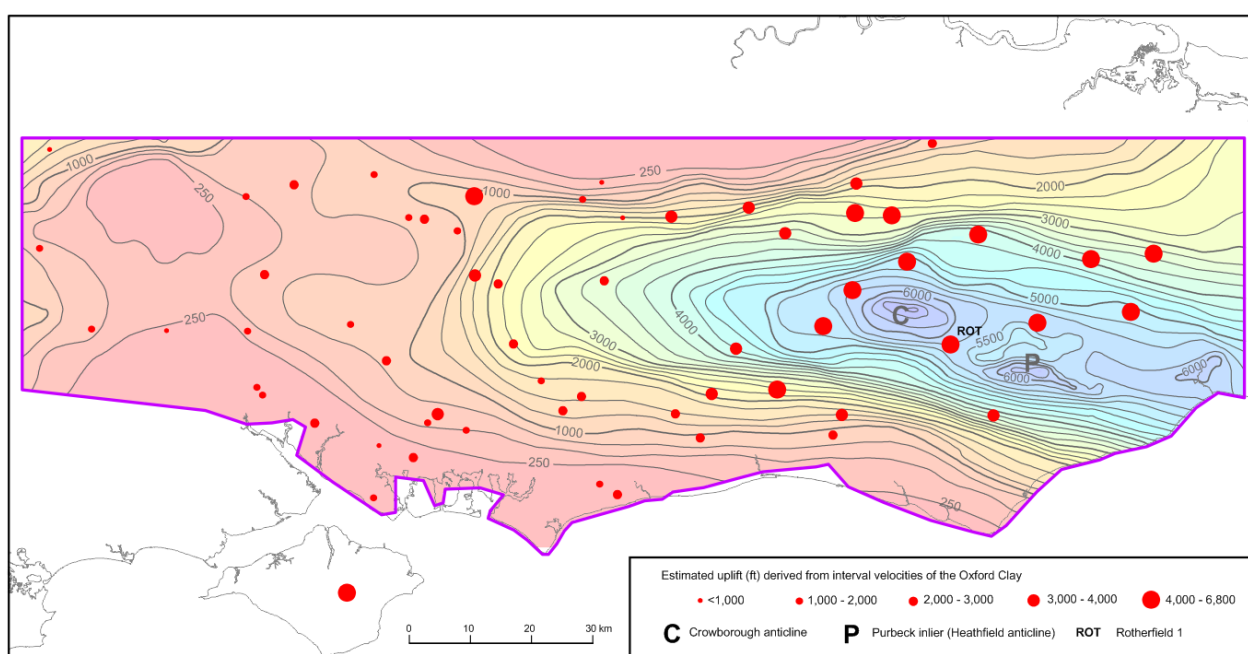 250
1000
2000
250
1000
3000
250
4000
5000
6000
C
ROT
250
5500
3000
4000
P
6000
6000
2000
1000
250
250
Estimated uplift (ft) derived from interval velocities of the Oxford Clay
<1,000 1,000 - 2,000 2,000 - 3,000 3,000 - 4,000 4,000 - 6,800
C Crowborough anticline P Purbeck inlier (Heathfield anticline) ROT Rotherfield 1
0 10 20 30 km